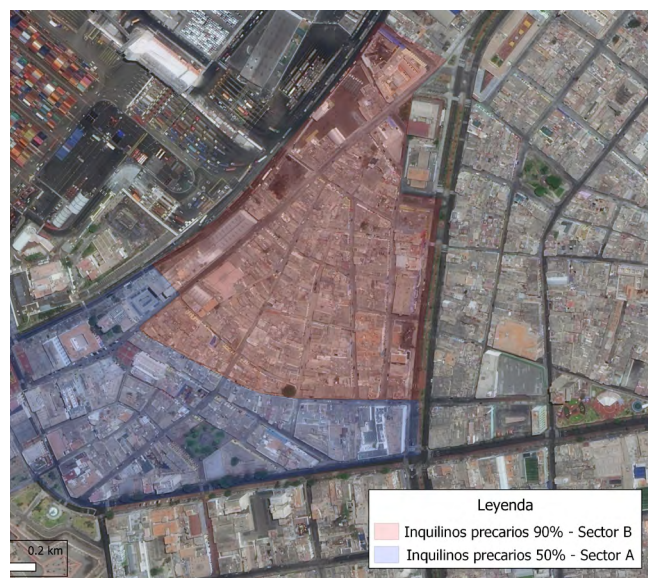 0.2 km
Leyenda
Inquilinos precarios 90% - Sector B
Inquilinos precarios 50% - Sector A